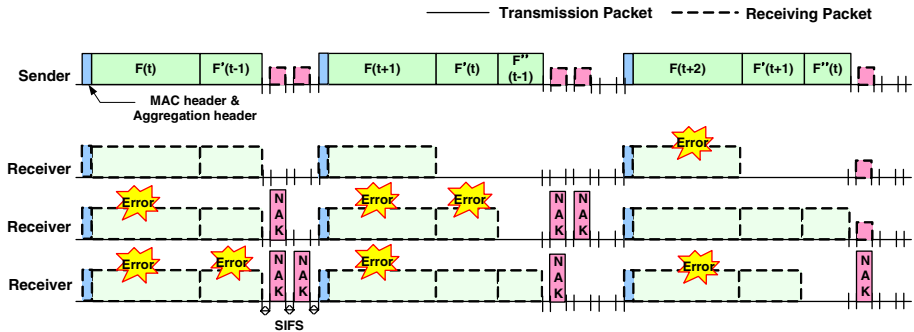 Transmission Packet
Receiving Packet
Sender
F(t)
F'(t-1)
F(t+1)
F'(t)
F''
(t-1)
F(t+2)
F'(t+1)
F''(t)
MAC header &
Aggregation header
Receiver
Error
Receiver
Error
NAK
Error
Error
NAK
NAK
Receiver
Error
Error
NAK
NAK
Error
NAK
Error
NAK
SIFS